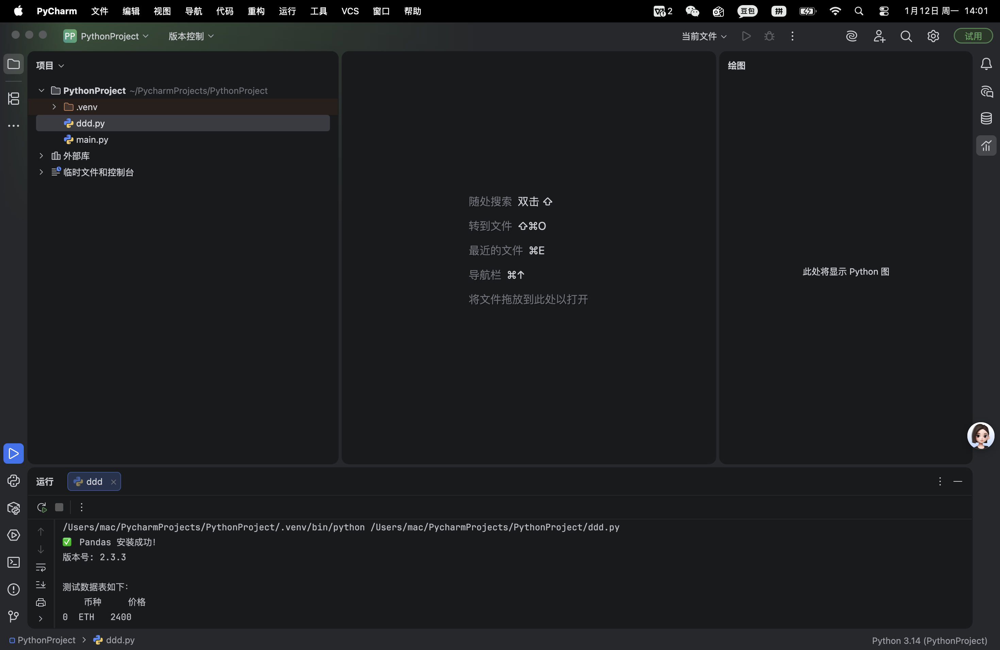 PyCharm 文件 编辑 视图 导航 代码 重构 运行 工具 VCS 窗口 帮助 2 豆包 拼 1月12日 周一 14:01
PP PythonProject 版本控制 当前文件 试用
项目
PythonProject ~/PycharmProjects/PythonProject
.venv
ddd.py
main.py
外部库
临时文件和控制台
随处搜索 双击 ⇧
转到文件 ⇧⌘O
最近的文件 ⌘E
导航栏 ⌘↑
将文件拖放到此处以打开
绘图
此处将显示 Python 图
运行 ddd
/Users/mac/PycharmProjects/PythonProject/.venv/bin/python /Users/mac/PycharmProjects/PythonProject/ddd.py
✅ Pandas 安装成功!
版本号: 2.3.3
测试数据表如下:
币种 价格
0 ETH 2400
PythonProject > ddd.py
Python 3.14 (PythonProject)